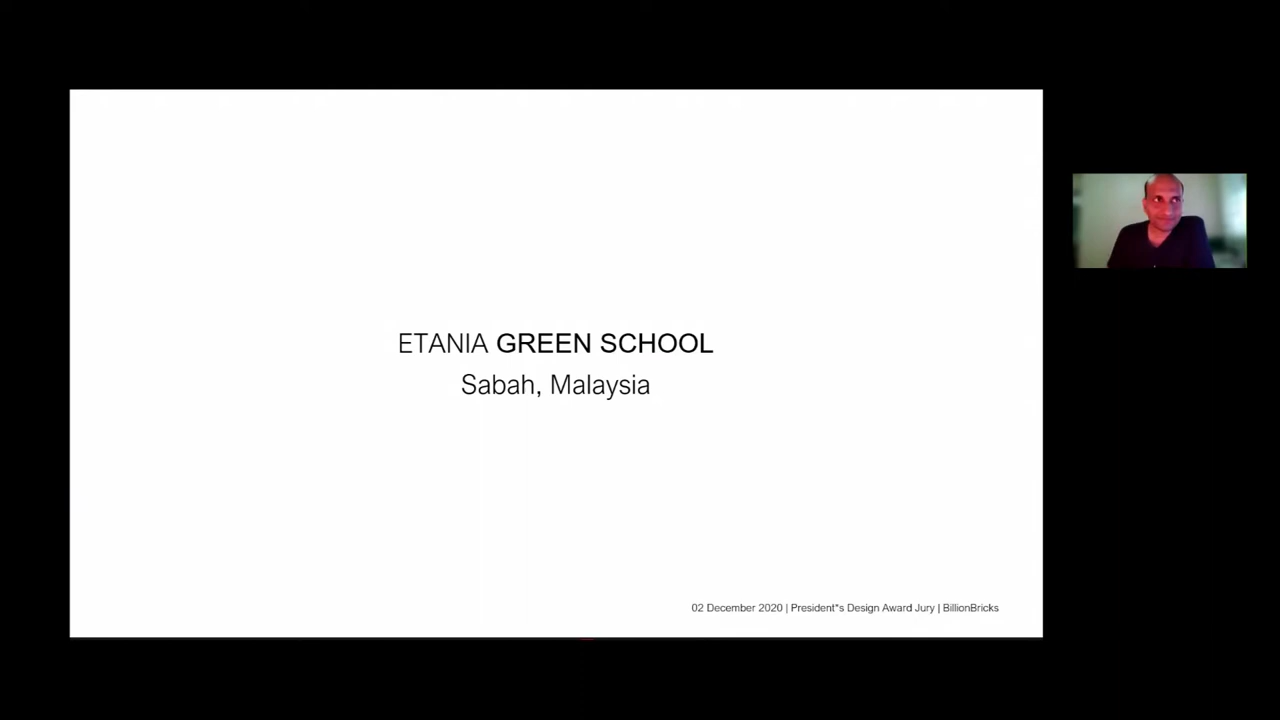 ETANIA GREEN SCHOOL
Sabah, Malaysia
02 December 2020 | President*s Design Award Jury | BillionBricks